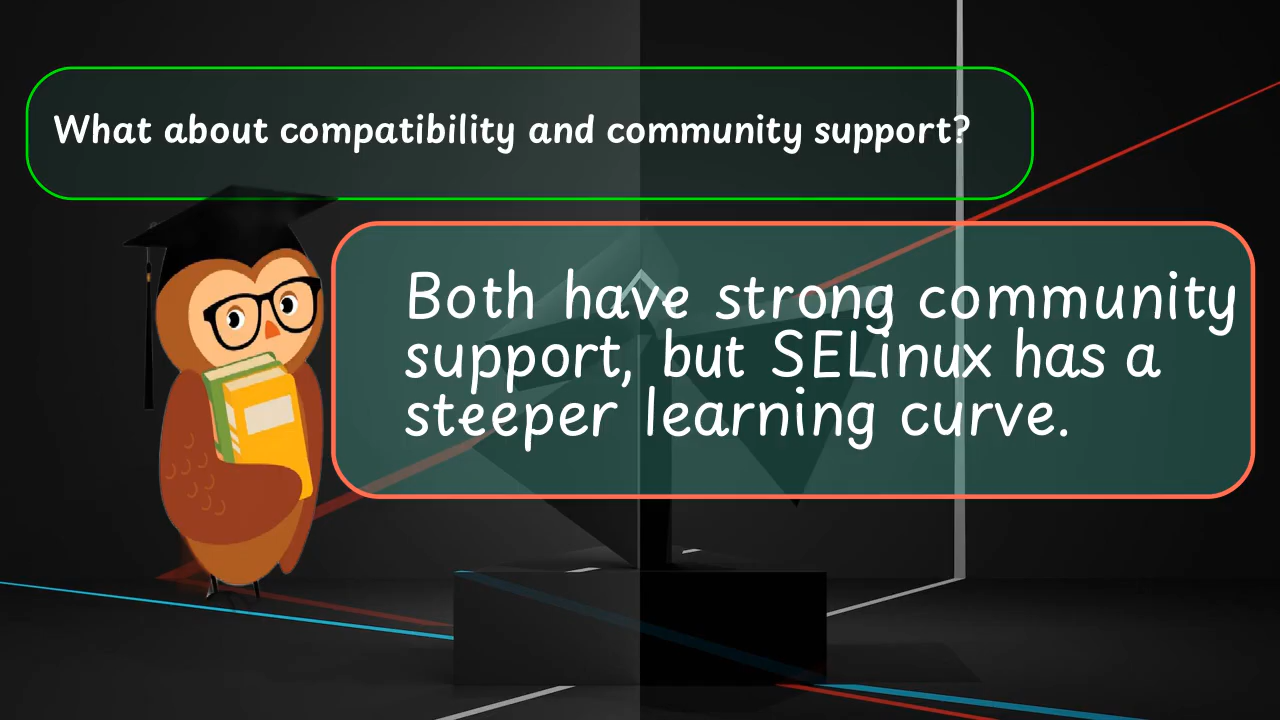 What about compatibility and community support?
Both have strong community
support, but SELinux has a
steeper learning curve.